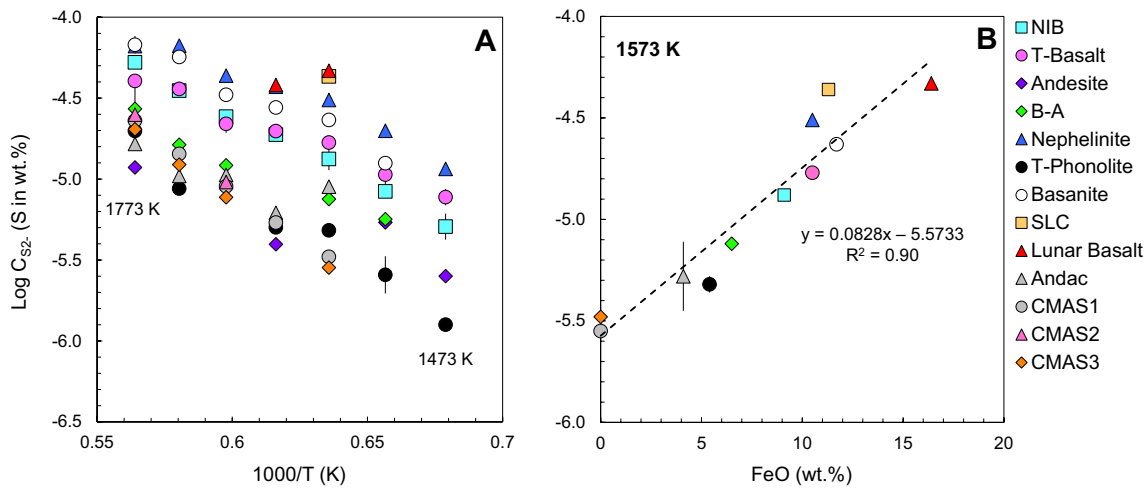 A
-4.0
-4.5
-5.0
-5.5
-6.0
-6.5
Log C_S2- (S in wt.%)
1773 K
1473 K
0.55
0.6
0.65
0.7
1000/T (K)
B
1573 K
-4.0
-4.5
-5.0
-5.5
-6.0
y = 0.0828x – 5.5733
R² = 0.90
0
5
10
15
20
FeO (wt.%)
NIB
T-Basalt
Andesite
B-A
Nephelinite
T-Phonolite
Basanite
SLC
Lunar Basalt
Andac
CMAS1
CMAS2
CMAS3